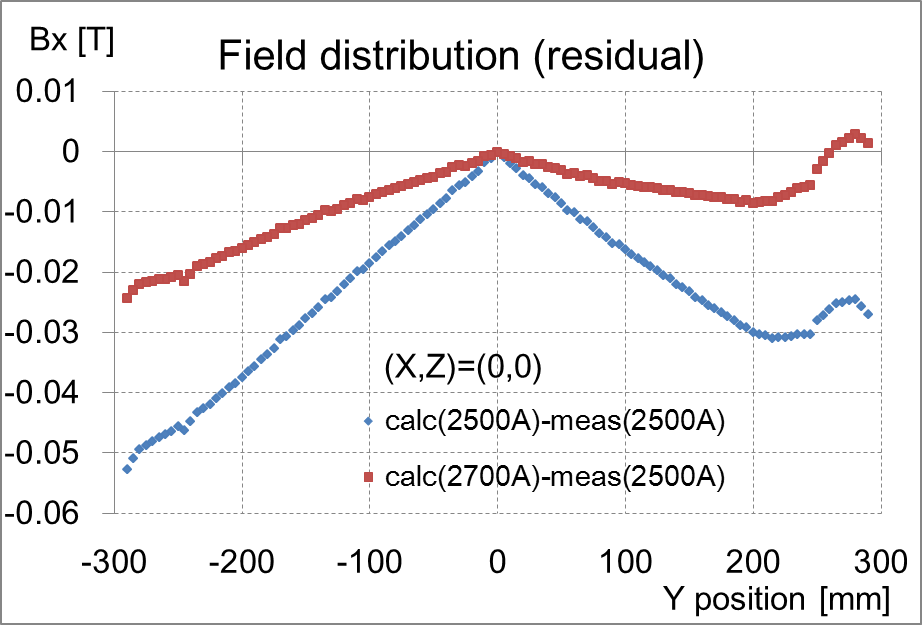 Bx [T]
Field distribution (residual)
0.01
0
-0.01
-0.02
-0.03
-0.04
-0.05
-0.06
(X,Z)=(0,0)
calc(2500A)-meas(2500A)
calc(2700A)-meas(2500A)
-300 -200 -100 0 100 200 300
Y position [mm]